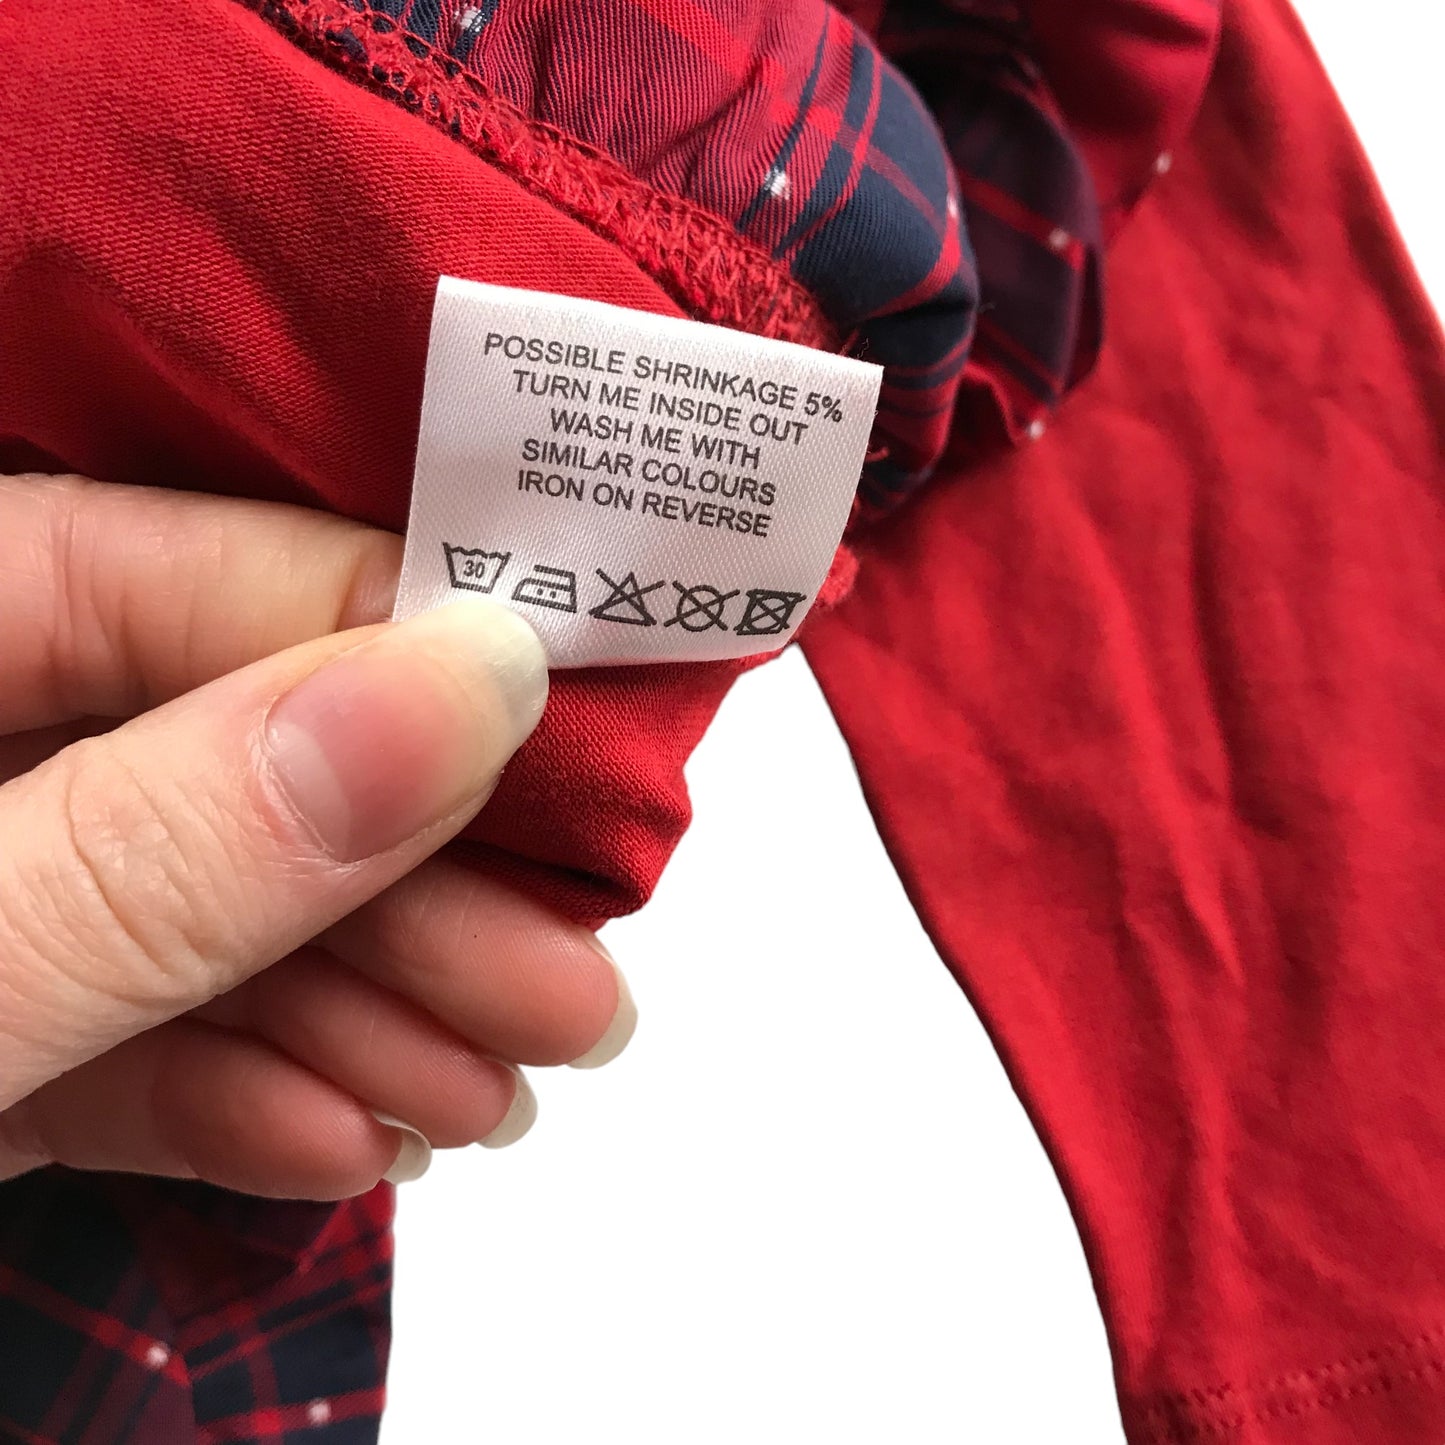 POSSIBLE SHRINKAGE 5%
TURN ME INSIDE OUT
WASH ME WITH
SIMILAR COLOURS
IRON ON REVERSE
30